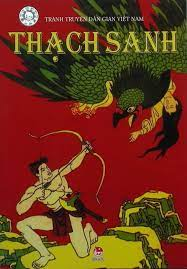 TRANH TRUYỆN DÂN GIAN VIỆT NAM
THẠCH SANH